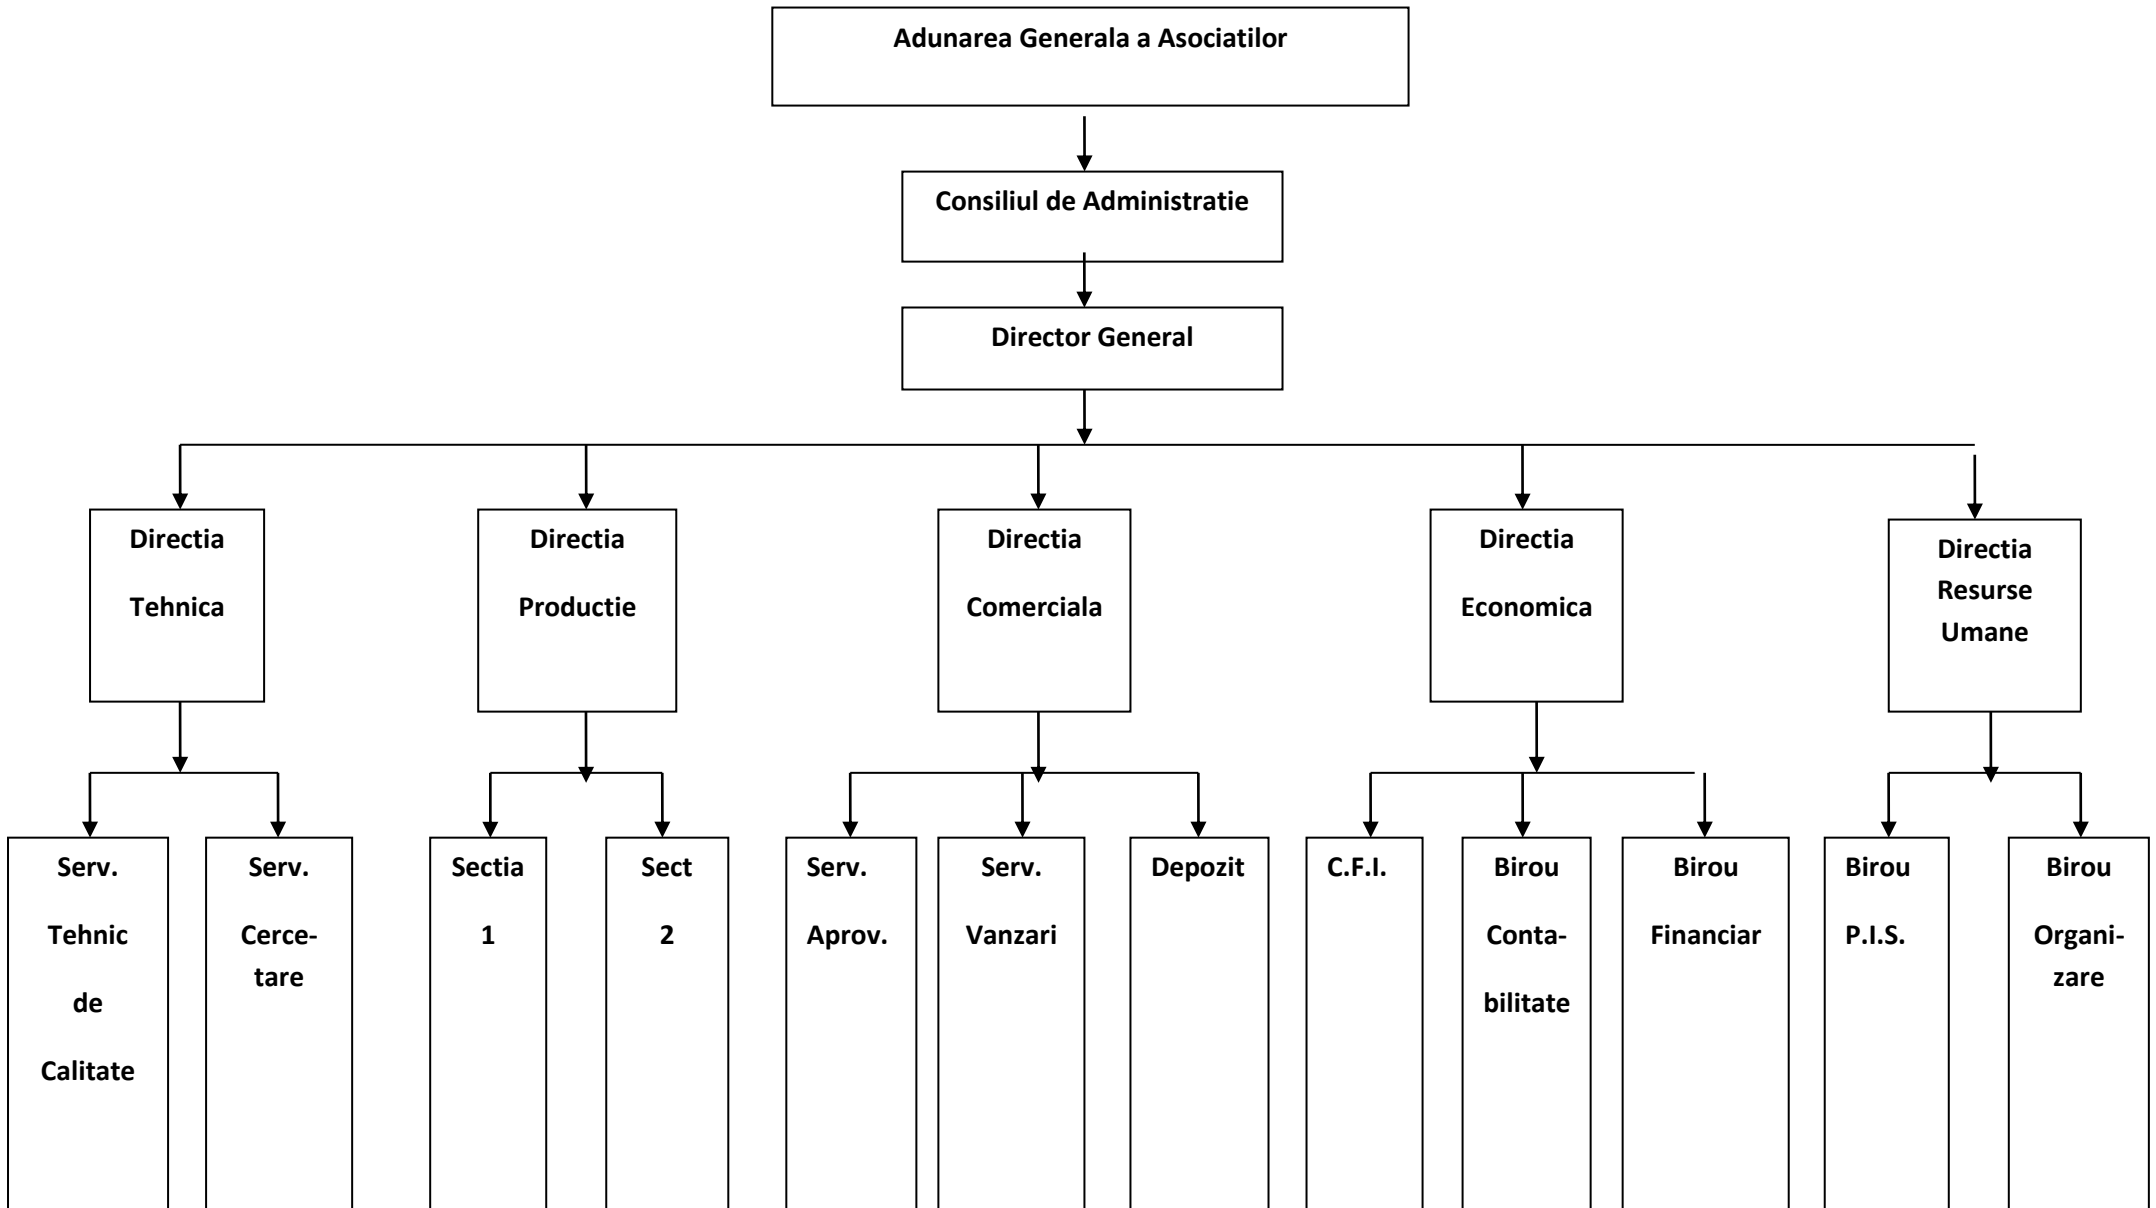 Adunarea Generala a Asociatilor
Consiliul de Administratie
Director General
Directia
Tehnica
Directia
Productie
Directia
Comerciala
Directia
Economica
Directia
Resurse
Umane
Serv.
Tehnic
de
Calitate
Serv.
Cerce-
tare
Sectia
1
Sect
2
Serv.
Aprov.
Serv.
Vanzari
Depozit
C.F.I.
Birou
Conta-
bilitate
Birou
Financiar
Birou
P.I.S.
Birou
Organi-
zare